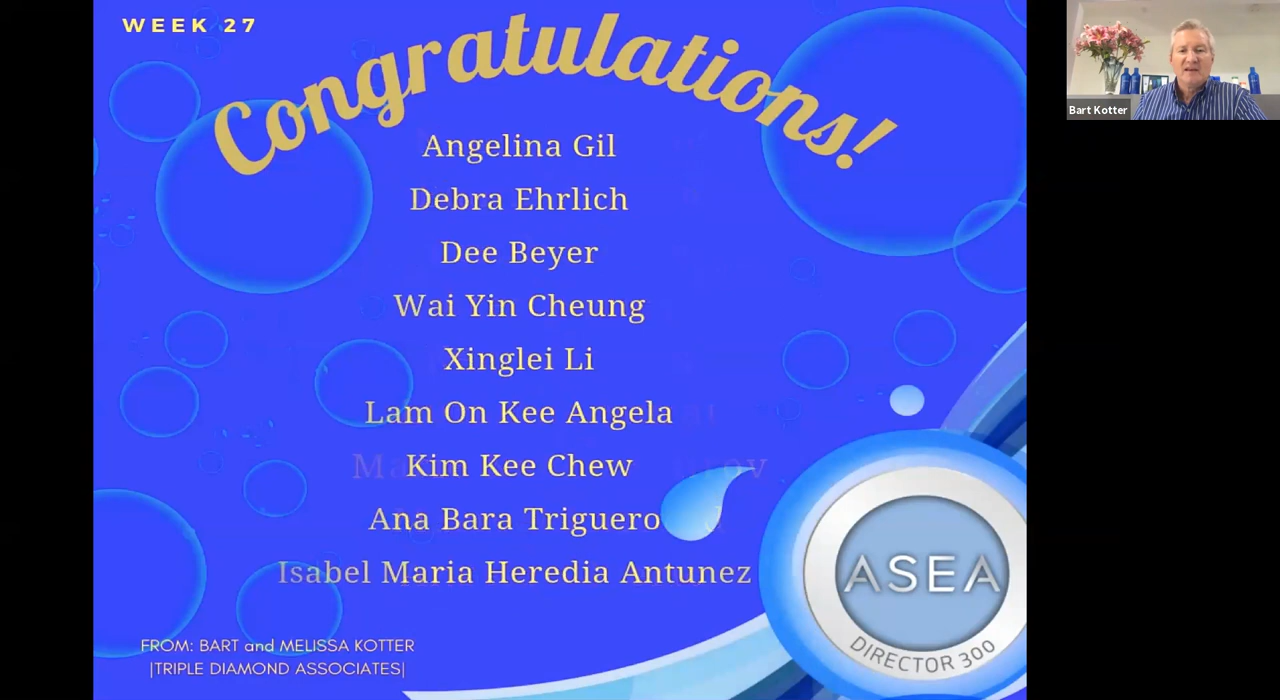 WEEK 27
Congratulations!
Angelina Gil
Debra Ehrlich
Dee Beyer
Wai Yin Cheung
Xinglei Li
Lam On Kee Angela
Kim Kee Chew
Ana Bara Triguero
Isabel Maria Heredia Antunez
FROM: BART and MELISSA KOTTER
|TRIPLE DIAMOND ASSOCIATES|
ASEA
DIRECTOR 300
Bart Kotter